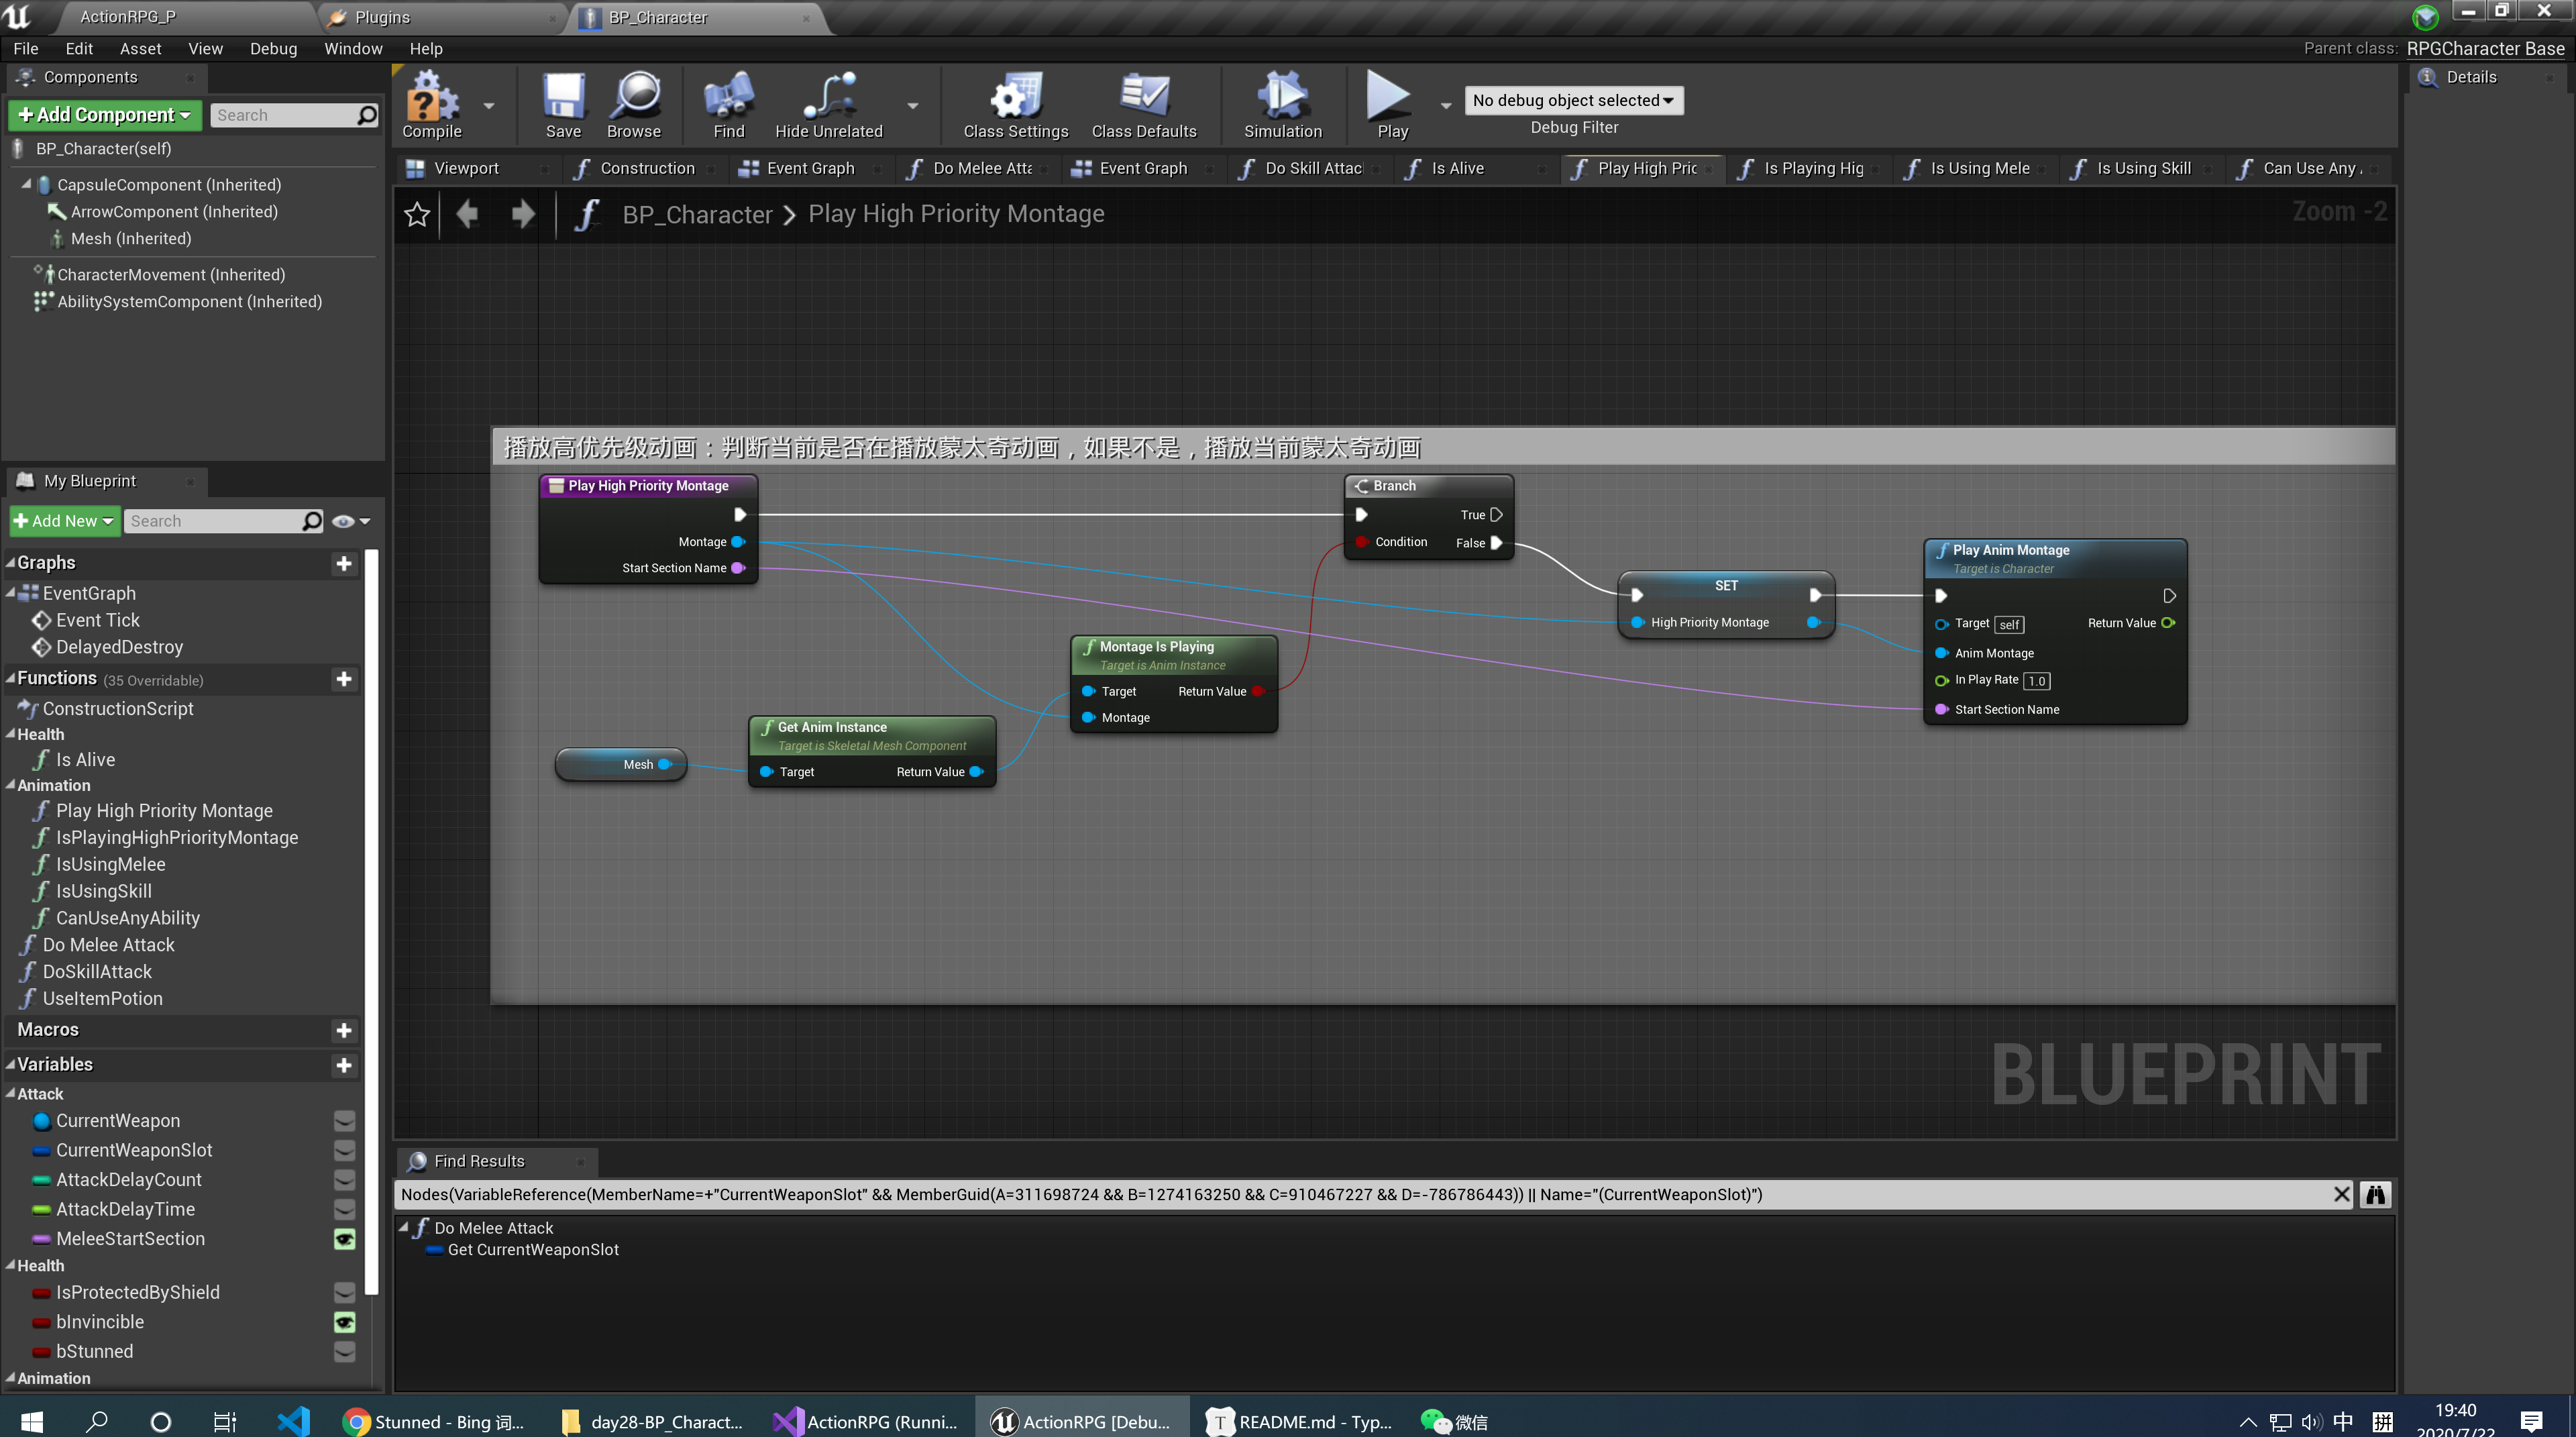 ActionRPG_P
Plugins
BP_Character
File Edit Asset View Debug Window Help
Parent class: RPGCharacter Base
Components
Add Component
Search
BP_Character(self)
CapsuleComponent (Inherited)
ArrowComponent (Inherited)
Mesh (Inherited)
CharacterMovement (Inherited)
AbilitySystemComponent (Inherited)
Compile
Save
Browse
Find
Hide Unrelated
Class Settings
Class Defaults
Simulation
Play
No debug object selected
Debug Filter
Details
Viewport
Construction
Event Graph
Do Melee Atta
Event Graph
Do Skill Attac
Is Alive
Play High Pric
Is Playing Hig
Is Using Mele
Is Using Skill
Can Use Any
BP_Character > Play High Priority Montage
Zoom -2
播放高优先级动画：判断当前是否在播放蒙太奇动画，如果不是，播放当前蒙太奇动画
Play High Priority Montage
Montage
Start Section Name
Branch
True
Condition
False
SET
High Priority Montage
Play Anim Montage
Target is Character
Target self
Return Value
Anim Montage
In Play Rate 1.0
Start Section Name
Montage Is Playing
Target is Anim Instance
Target
Return Value
Montage
Get Anim Instance
Target is Skeletal Mesh Component
Target
Return Value
Mesh
BLUEPRINT
My Blueprint
Add New
Search
Graphs
EventGraph
Event Tick
DelayedDestroy
Functions (35 Overridable)
ConstructionScript
Health
Is Alive
Animation
Play High Priority Montage
IsPlayingHighPriorityMontage
IsUsingMelee
IsUsingSkill
CanUseAnyAbility
Do Melee Attack
DoSkillAttack
UseItemPotion
Macros
Variables
Attack
CurrentWeapon
CurrentWeaponSlot
AttackDelayCount
AttackDelayTime
MeleeStartSection
Health
IsProtectedByShield
bInvincible
bStunned
Animation
Find Results
Nodes(VariableReference(MemberName=+"CurrentWeaponSlot" && MemberGuid(A=311698724 && B=1274163250 && C=910467227 && D=-786786443)) || Name="(CurrentWeaponSlot)")
Do Melee Attack
Get CurrentWeaponSlot
Stunned - Bing 词...
day28-BP_Charact...
ActionRPG (Runni...
ActionRPG [Debu...
README.md - Typ...
微信
中
拼
19:40
2020/7/22